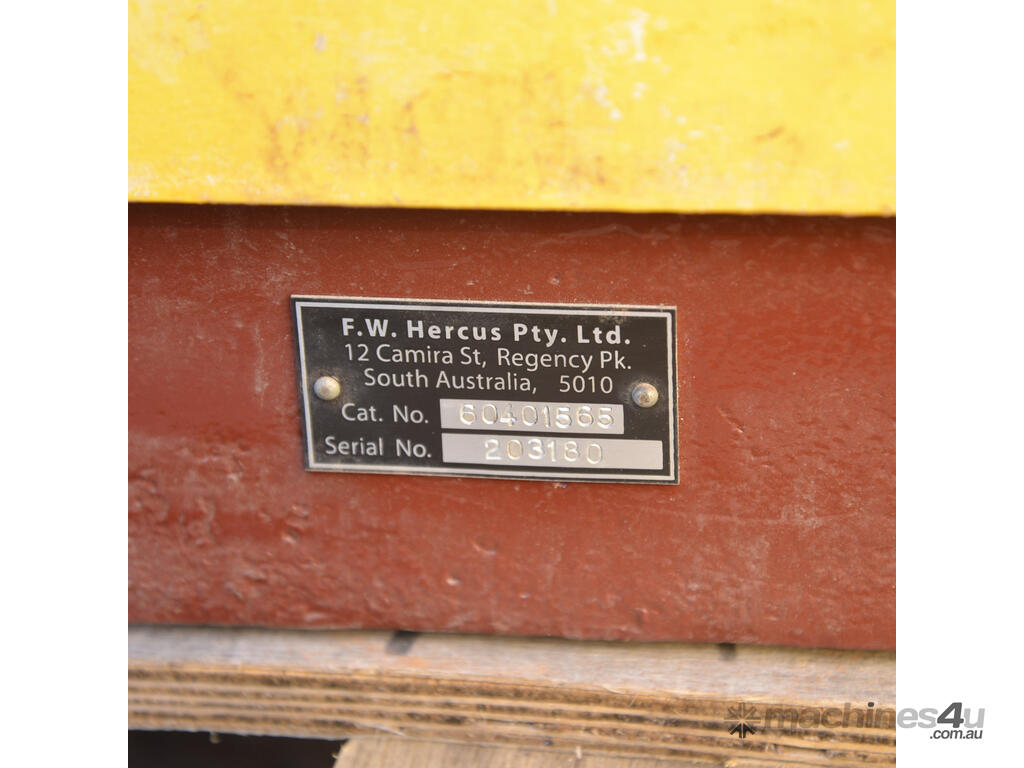 F.W. Hercus Pty. Ltd.
12 Camira St, Regency Pk.
South Australia, 5010
Cat. No. 60401565
Serial No. 203180
machines4u
.com.au